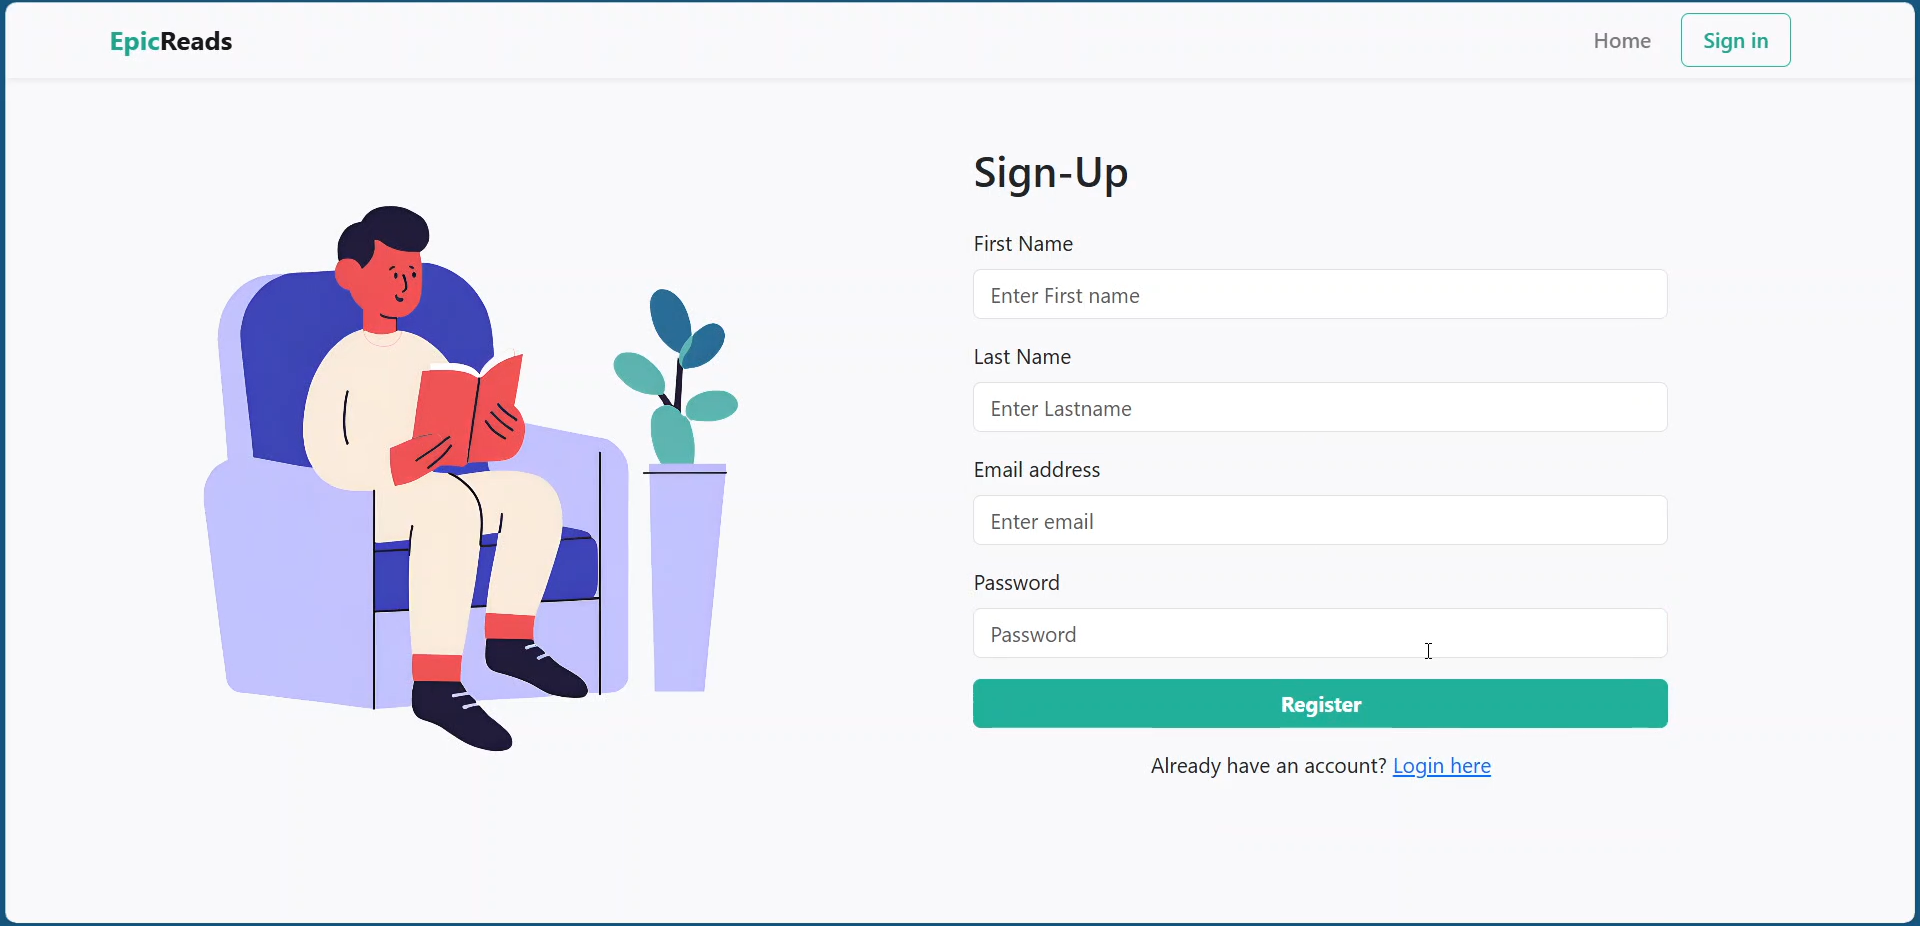 EpicReads
Home
Sign in
Sign-Up
First Name
Enter First name
Last Name
Enter Lastname
Email address
Enter email
Password
Password
Register
Already have an account? Login here